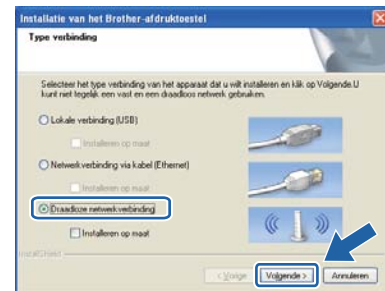 Installatie van het Brother-afdruktoestel
Type verbinding
Selecteer het type verbinding van het apparaat dat u wilt installeren en klik op Volgende.U
kunt niet tegelijk een vast en een draadloos netwerk gebruiken.
Lokale verbinding (USB)
Installeren op maat
Netwerkverbinding via kabel (Ethernet)
Installeren op maat
Draadloze netwerkverbinding
Installeren op maat
InstallShield
< Vorige
Volgende >
Annuleren